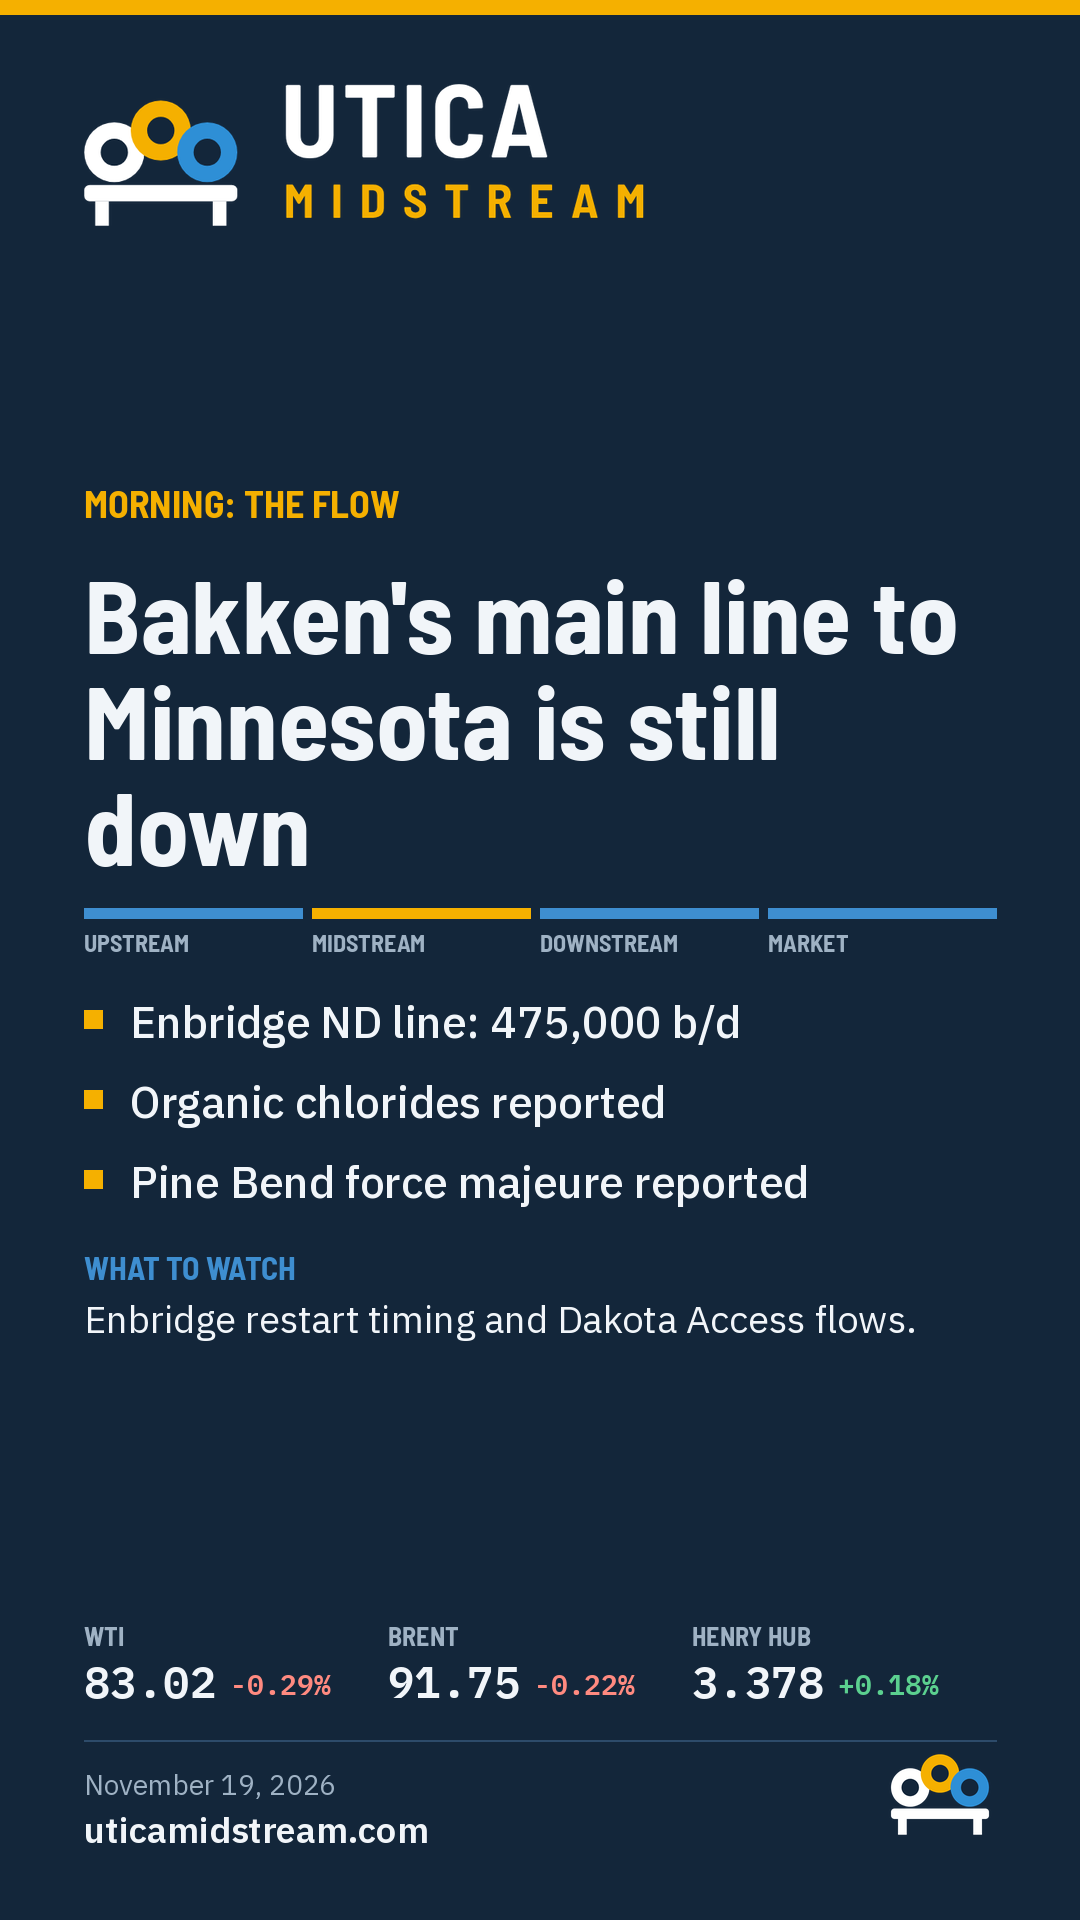 UTICA
MIDSTREAM
MORNING: THE FLOW
Bakken's main line to
Minnesota is still
down
UPSTREAM MIDSTREAM DOWNSTREAM MARKET
Enbridge ND line: 475,000 b/d
Organic chlorides reported
Pine Bend force majeure reported
WHAT TO WATCH
Enbridge restart timing and Dakota Access flows.
WTI BRENT HENRY HUB
83.02 -0.29% 91.75 -0.22% 3.378 +0.18%
November 19, 2026
uticamidstream.com